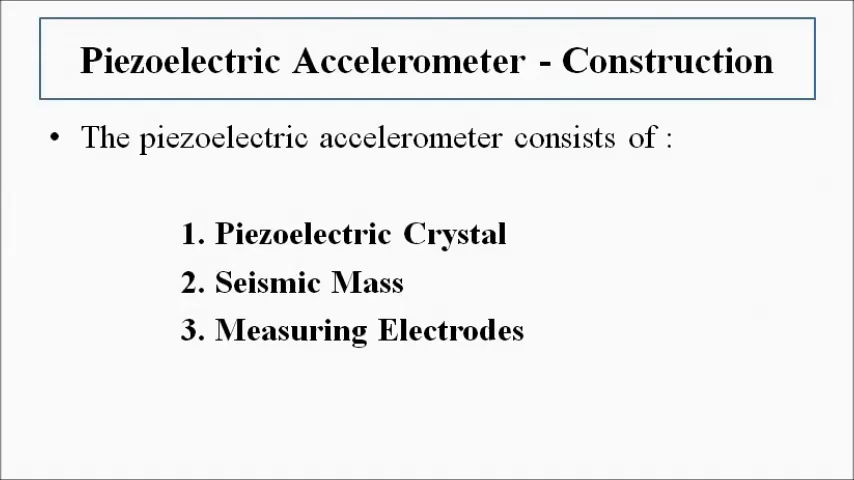 Piezoelectric Accelerometer - Construction
• The piezoelectric accelerometer consists of :
1. Piezoelectric Crystal
2. Seismic Mass
3. Measuring Electrodes